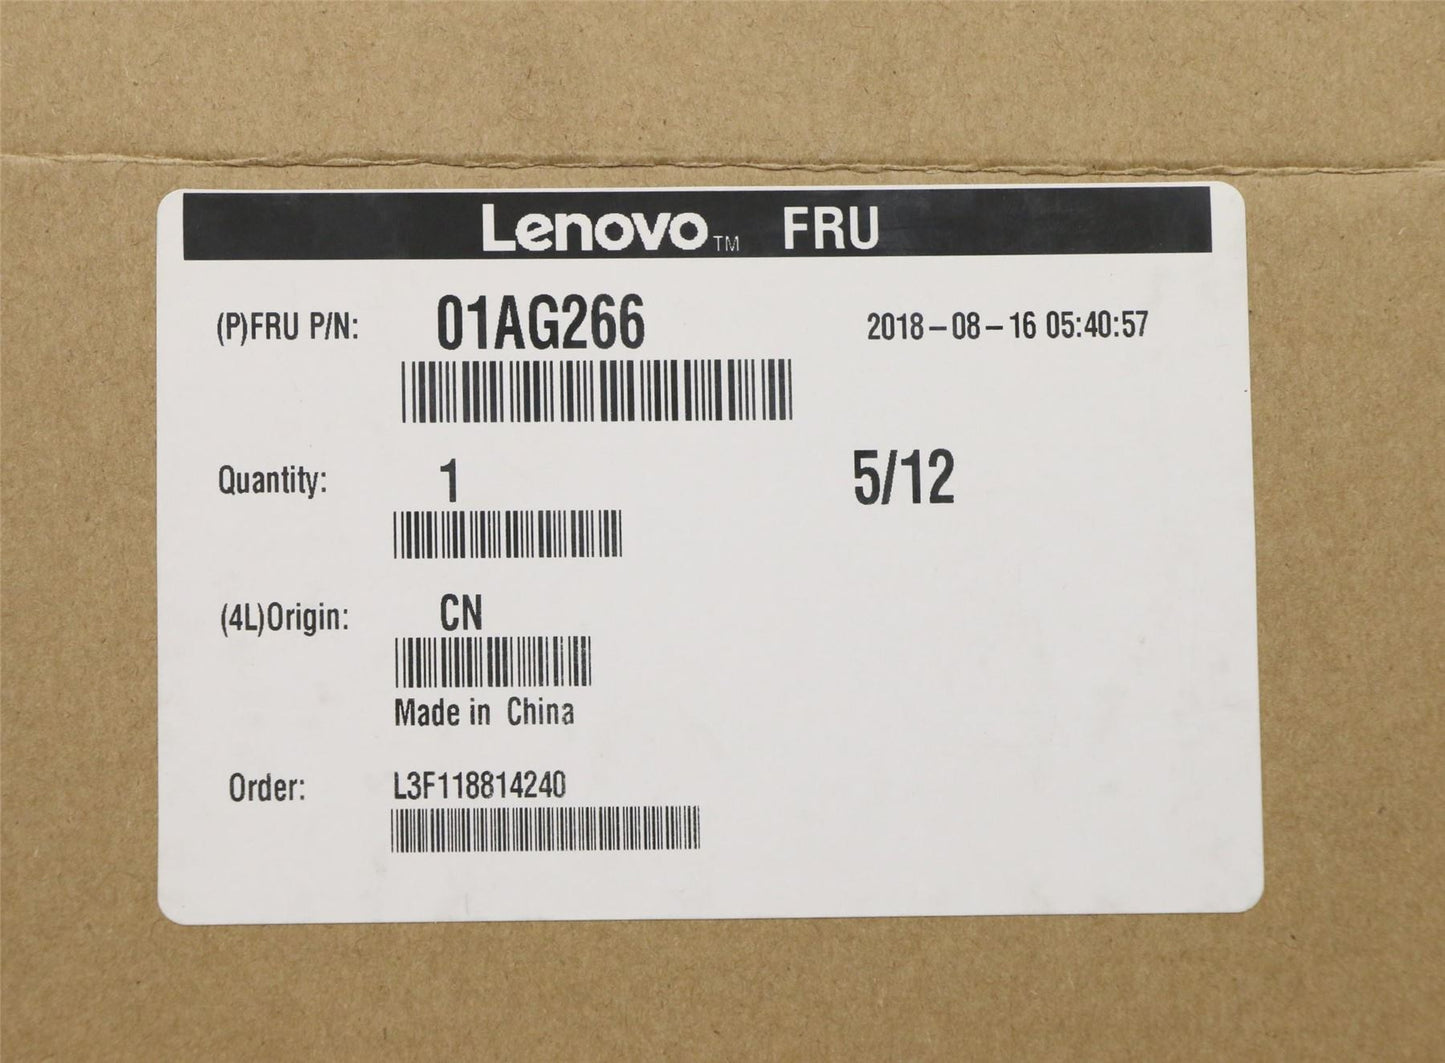 Lenovo™ FRU
(P)FRU P/N: 01AG266 2018-08-16 05:40:57
Quantity: 1 5/12
(4L)Origin: CN
Made in China
Order: L3F118814240